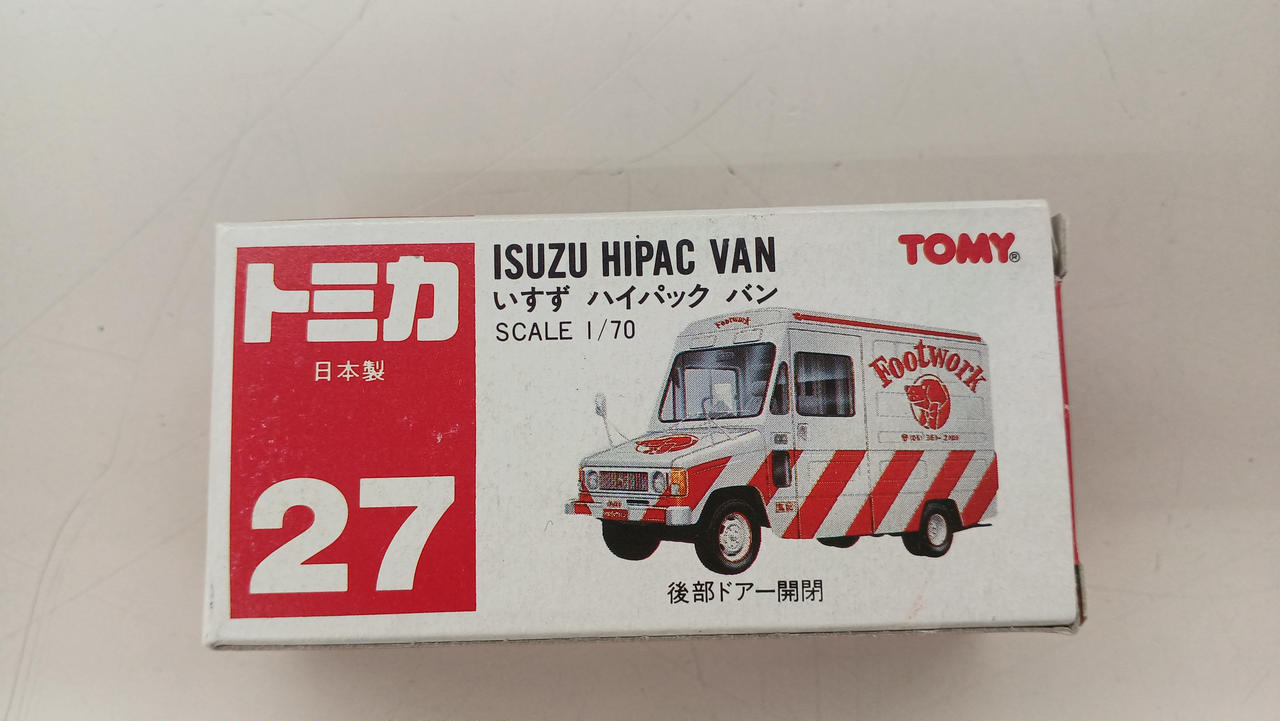 トミカ
日本製
27
ISUZU HIPAC VAN
いすず ハイパック バン
SCALE 1/70
TOMY®
Footwork
Footwork
後部ドアー開閉